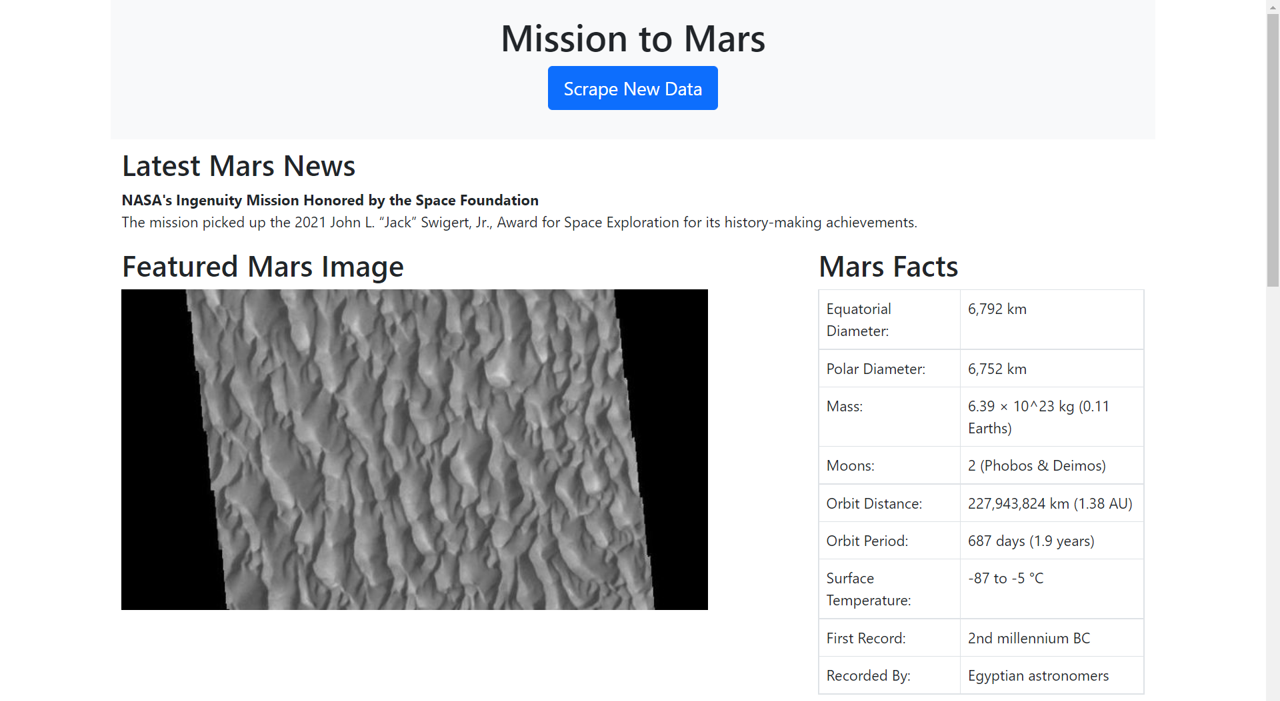 Mission to Mars
Scrape New Data
Latest Mars News
NASA's Ingenuity Mission Honored by the Space Foundation
The mission picked up the 2021 John L. “Jack” Swigert, Jr., Award for Space Exploration for its history-making achievements.
Featured Mars Image
Mars Facts
Equatorial 6,792 km
Diameter:
Polar Diameter: 6,752 km
Mass: 6.39 × 10^23 kg (0.11
Earths)
Moons: 2 (Phobos & Deimos)
Orbit Distance: 227,943,824 km (1.38 AU)
Orbit Period: 687 days (1.9 years)
Surface -87 to -5 °C
Temperature:
First Record: 2nd millennium BC
Recorded By: Egyptian astronomers